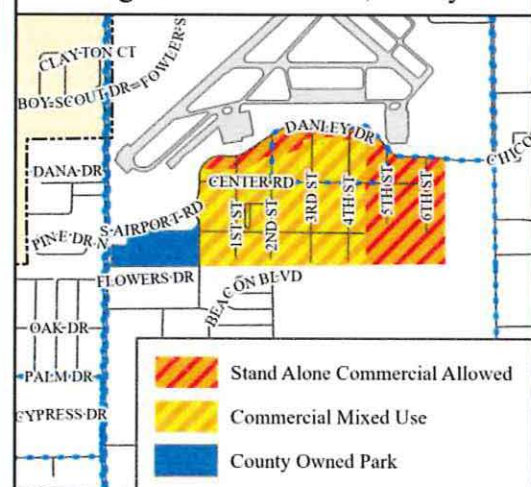 CLAYTON CT
BOY SCOUT DR
FOWLER S
DANLEY DR
CHICO
DANA DR
CENTER RD
1ST ST
2ND ST
3RD ST
4TH ST
5TH ST
6TH ST
S AIRPORT RD
PINE DR N
FLOWERS DR
BEACON BLVD
OAK DR
PALM DR
CYPRESS DR
Stand Alone Commercial Allowed
Commercial Mixed Use
County Owned Park